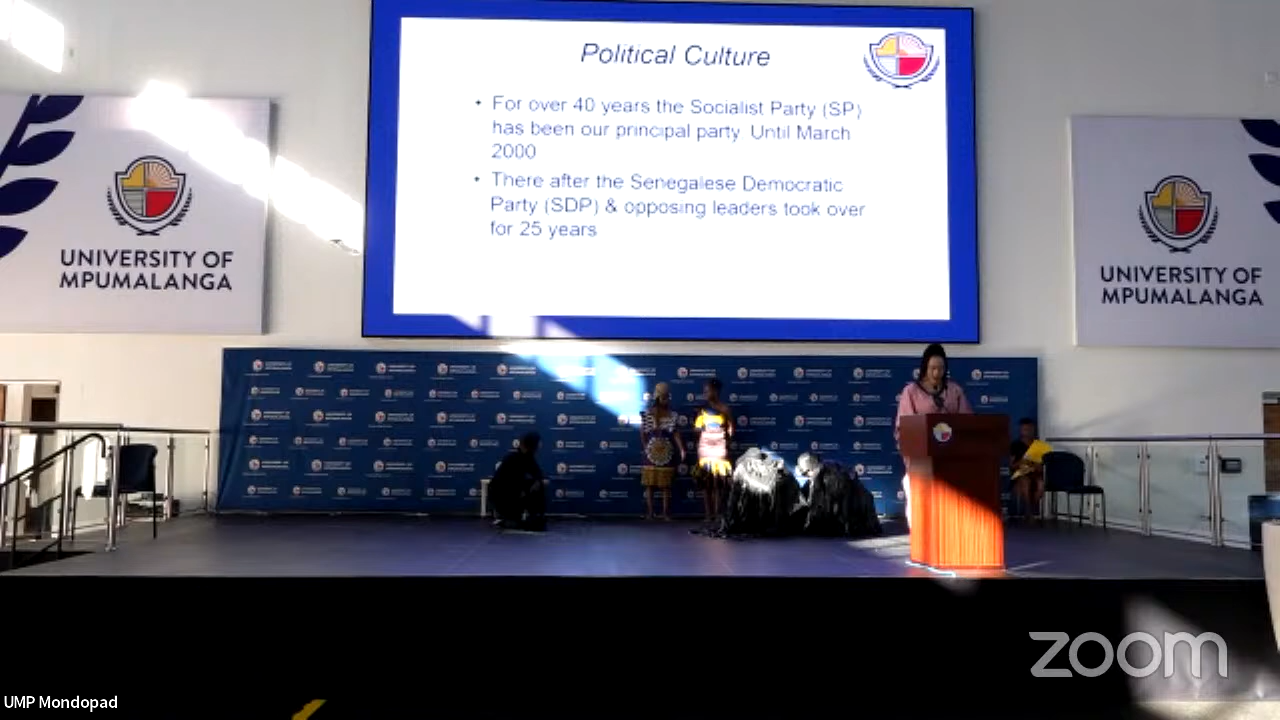 Political Culture
• For over 40 years the Socialist Party (SP)
has been our principal party Until March
2000
• There after the Senegalese Democratic
Party (SDP) & opposing leaders took over
for 25 years
UNIVERSITY OF
MPUMALANGA
UNIVERSITY OF
MPUMALANGA
zoom
UMP Mondopad